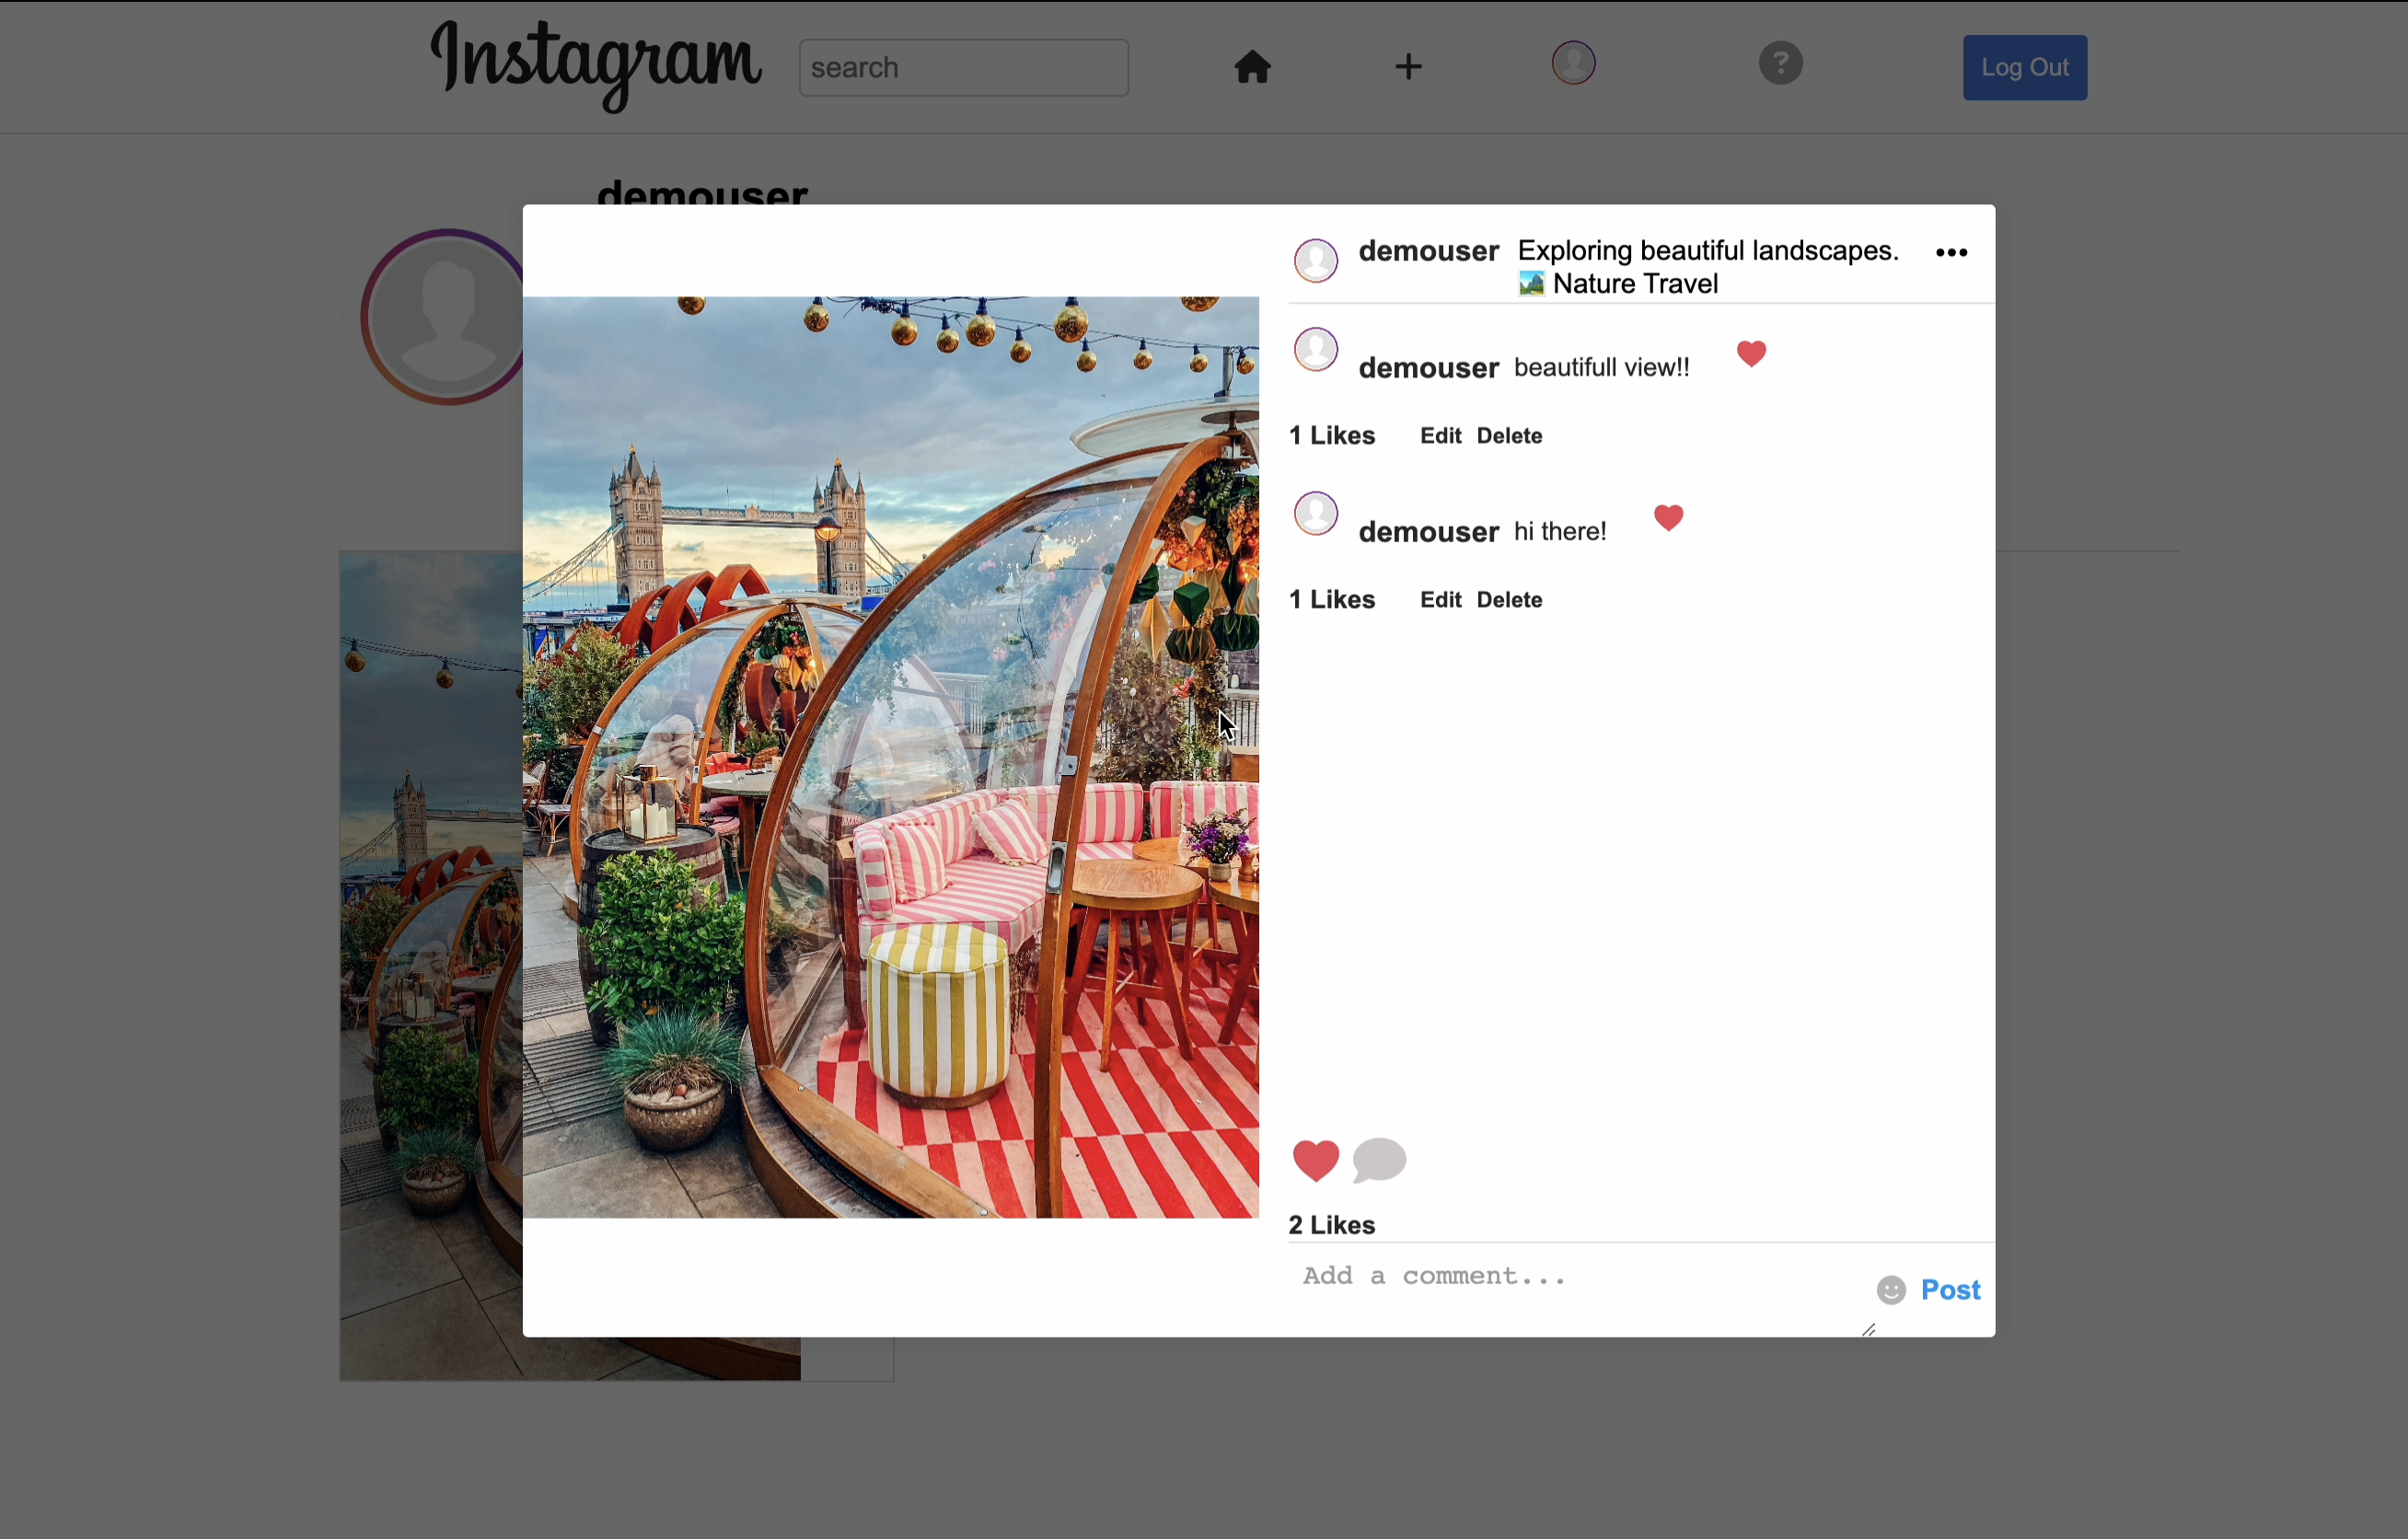 Instagram
search
?
Log Out
demouser
demouser Exploring beautiful landscapes.
🏞️ Nature Travel
demouser beautifull view!!
1 Likes Edit Delete
demouser hi there!
1 Likes Edit Delete
2 Likes
Add a comment...
Post